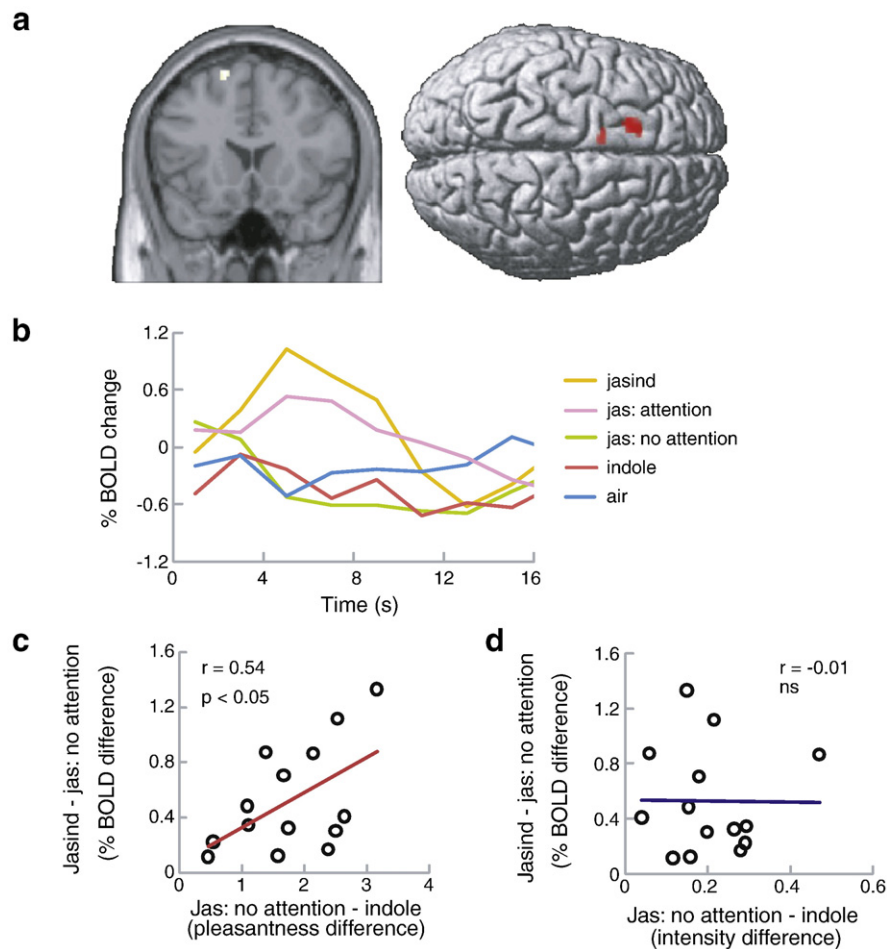 a
b
1.2
0.6
0
-0.6
-1.2
% BOLD change
0
4
8
12
16
Time (s)
jasind
jas: attention
jas: no attention
indole
air
c
Jasind - jas: no attention
(% BOLD difference)
1.6
1.2
0.8
0.4
0
r = 0.54
p < 0.05
0
1
2
3
4
Jas: no attention - indole
(pleasantness difference)
d
Jasind - jas: no attention
(% BOLD difference)
1.6
1.2
0.8
0.4
0
r = -0.01
ns
0
0.2
0.4
0.6
Jas: no attention - indole
(intensity difference)